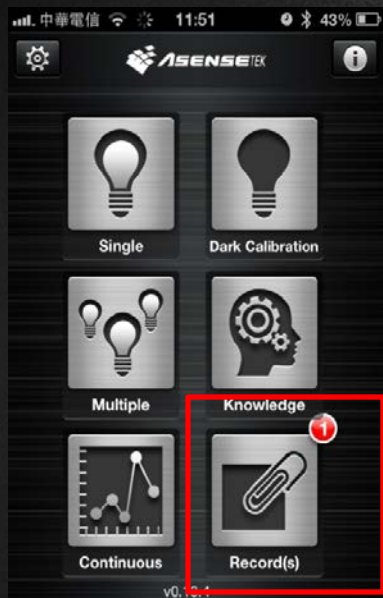 中華電信 11:51 43%
ASENSETEK
Single Dark Calibration
Multiple Knowledge
1
Continuous Record(s)